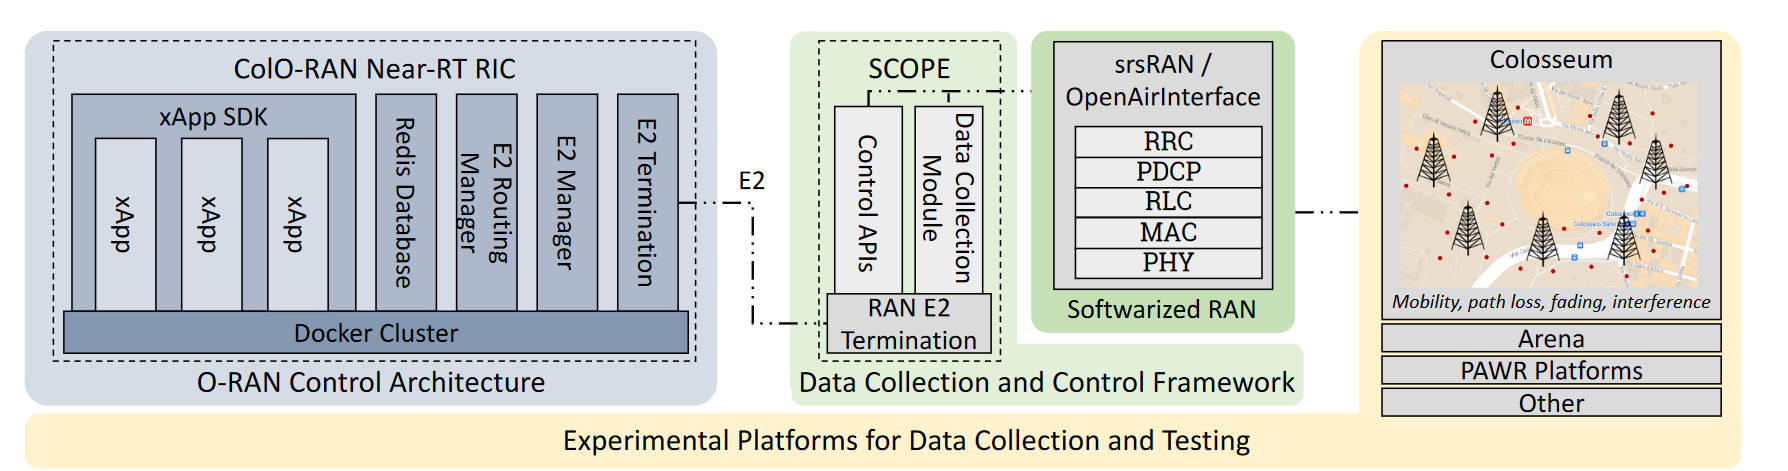 ColO-RAN Near-RT RIC
xApp SDK
xApp
xApp
xApp
Redis Database
E2 Routing
Manager
E2 Manager
E2 Termination
Docker Cluster
O-RAN Control Architecture
E2
SCOPE
Control APIs
Data Collection
Module
RAN E2
Termination
Data Collection and Control Framework
srsRAN /
OpenAirInterface
RRC
PDCP
RLC
MAC
PHY
Softwarized RAN
Colosseum
Mobility, path loss, fading, interference
Arena
PAWR Platforms
Other
Experimental Platforms for Data Collection and Testing